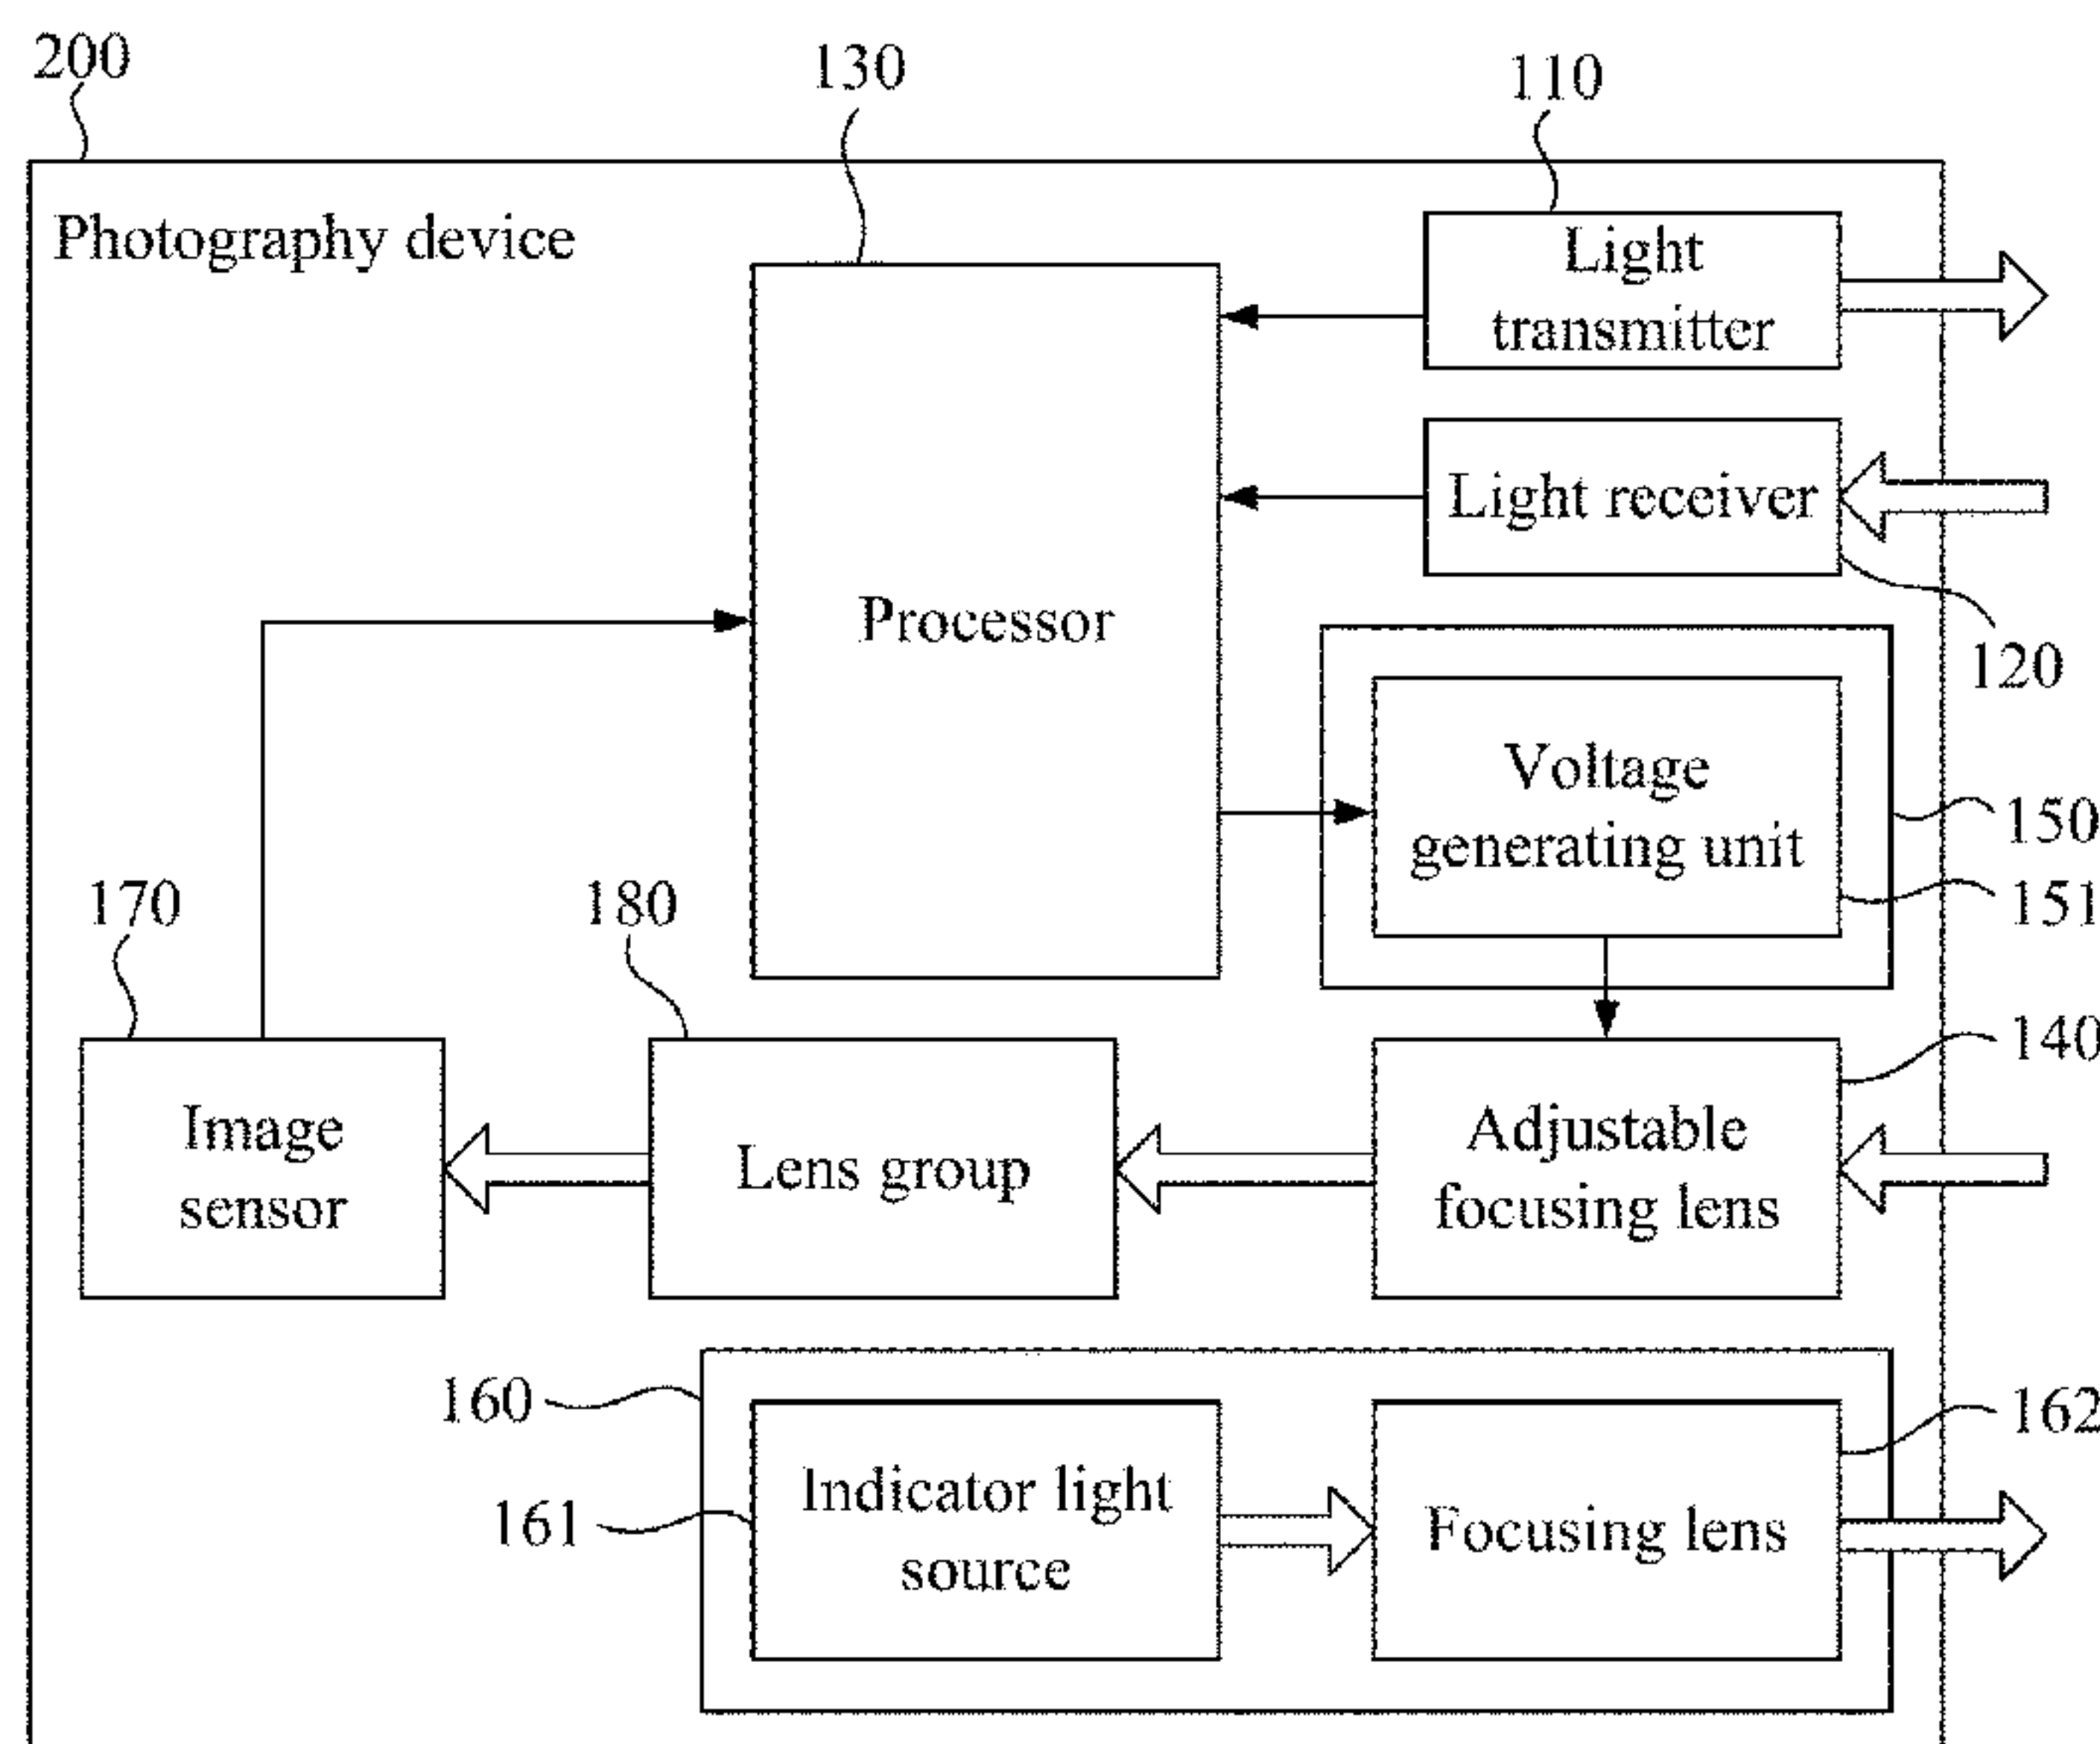 200
130
110
Photography device
Light
transmitter
Light receiver
120
Processor
Voltage
generating unit
150
151
170
180
140
Image
sensor
Lens group
Adjustable
focusing lens
160
162
161
Indicator light
source
Focusing lens